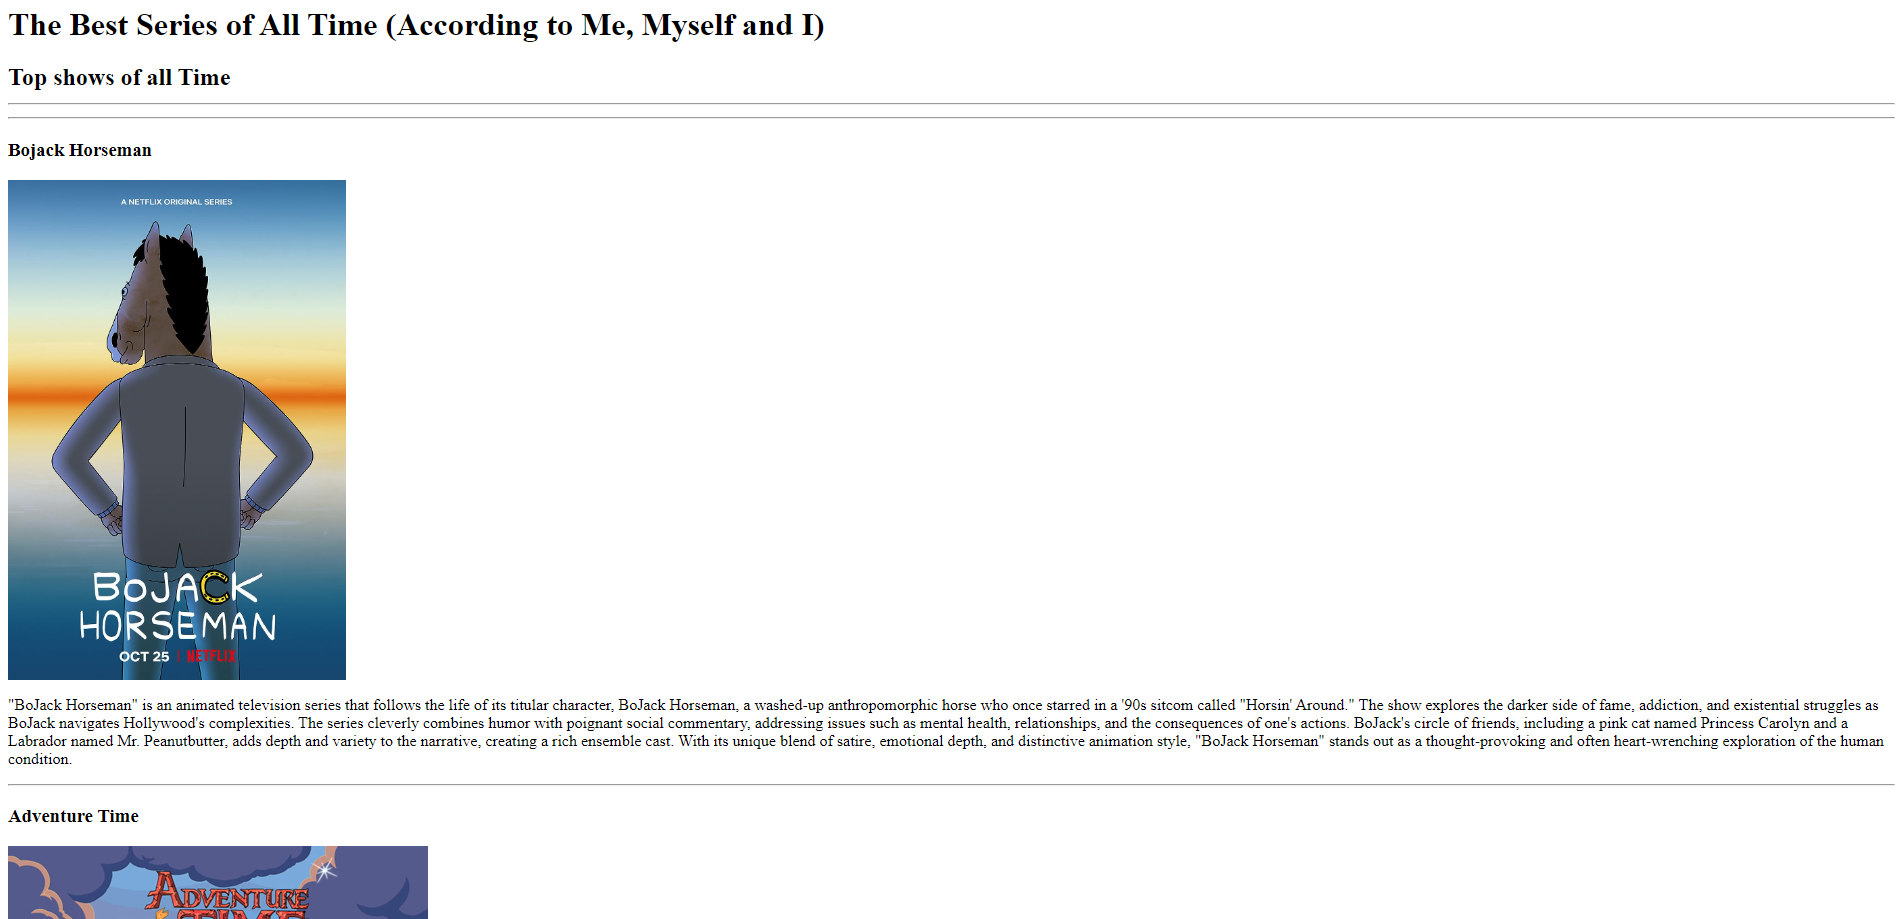 The Best Series of All Time (According to Me, Myself and I)
Top shows of all Time
Bojack Horseman
A NETFLIX ORIGINAL SERIES
BOJACK
HORSEMAN
OCT 25 | NETFLIX
"BoJack Horseman" is an animated television series that follows the life of its titular character, BoJack Horseman, a washed-up anthropomorphic horse who once starred in a '90s sitcom called "Horsin' Around." The show explores the darker side of fame, addiction, and existential struggles as
BoJack navigates Hollywood's complexities. The series cleverly combines humor with poignant social commentary, addressing issues such as mental health, relationships, and the consequences of one's actions. BoJack's circle of friends, including a pink cat named Princess Carolyn and a
Labrador named Mr. Peanutbutter, adds depth and variety to the narrative, creating a rich ensemble cast. With its unique blend of satire, emotional depth, and distinctive animation style, "BoJack Horseman" stands out as a thought-provoking and often heart-wrenching exploration of the human
condition.
Adventure Time
ADVENTURE
TIME